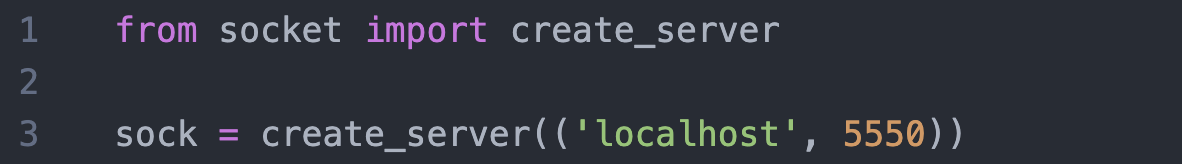 1 from socket import create_server
2
3 sock = create_server(('localhost', 5550))